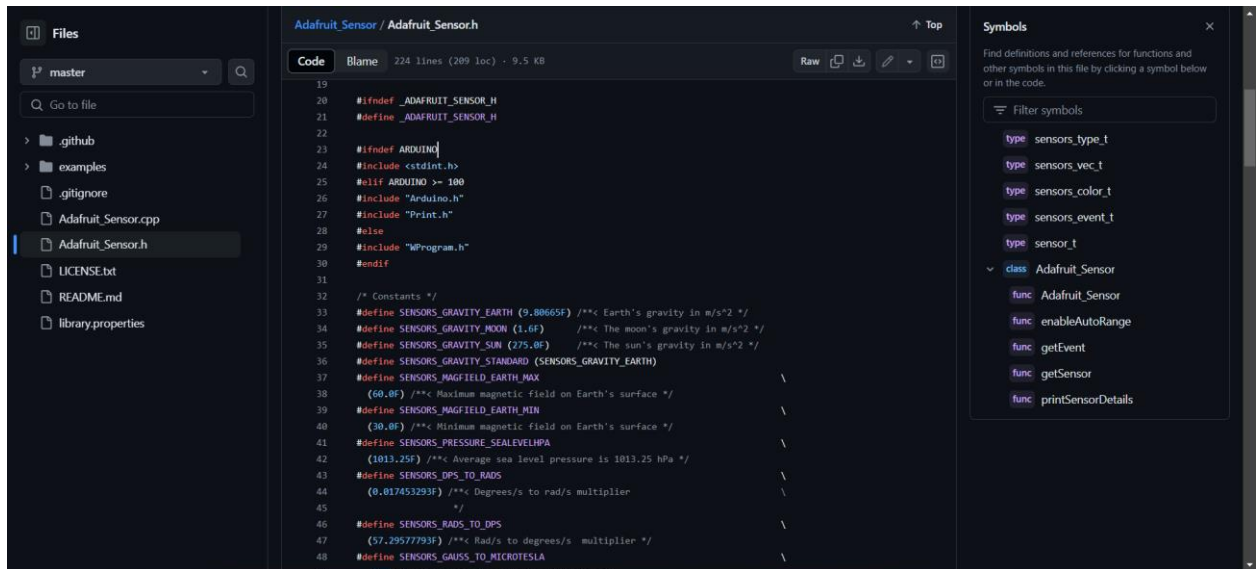 Files
master
Go to file
.github
examples
.gitignore
Adafruit_Sensor.cpp
Adafruit_Sensor.h
LICENSE.txt
README.md
library.properties
Adafruit_Sensor / Adafruit_Sensor.h
Top
Code Blame 224 lines (209 loc) · 9.5 KB
Raw
19
20 #ifndef _ADAFRUIT_SENSOR_H
21 #define _ADAFRUIT_SENSOR_H
22
23 #ifndef ARDUINO
24 #include <stdint.h>
25 #elif ARDUINO >= 100
26 #include "Arduino.h"
27 #include "Print.h"
28 #else
29 #include "WProgram.h"
30 #endif
31
32 /* Constants */
33 #define SENSORS_GRAVITY_EARTH (9.80665F) /**< Earth's gravity in m/s^2 */
34 #define SENSORS_GRAVITY_MOON (1.6F) /**< The moon's gravity in m/s^2 */
35 #define SENSORS_GRAVITY_SUN (275.0F) /**< The sun's gravity in m/s^2 */
36 #define SENSORS_GRAVITY_STANDARD (SENSORS_GRAVITY_EARTH)
37 #define SENSORS_MAGFIELD_EARTH_MAX \
38 (60.0F) /**< Maximum magnetic field on Earth's surface */
39 #define SENSORS_MAGFIELD_EARTH_MIN \
40 (30.0F) /**< Minimum magnetic field on Earth's surface */
41 #define SENSORS_PRESSURE_SEALEVELHPA \
42 (1013.25F) /**< Average sea level pressure is 1013.25 hPa */
43 #define SENSORS_DPS_TO_RADS \
44 (0.017453293F) /**< Degrees/s to rad/s multiplier \
45 */
46 #define SENSORS_RADS_TO_DPS \
47 (57.29577793F) /**< Rad/s to degrees/s multiplier */
48 #define SENSORS_GAUSS_TO_MICROTESLA \
Symbols
Find definitions and references for functions and
other symbols in this file by clicking a symbol below
or in the code.
Filter symbols
type sensors_type_t
type sensors_vec_t
type sensors_color_t
type sensors_event_t
type sensor_t
class Adafruit_Sensor
func Adafruit_Sensor
func enableAutoRange
func getEvent
func getSensor
func printSensorDetails